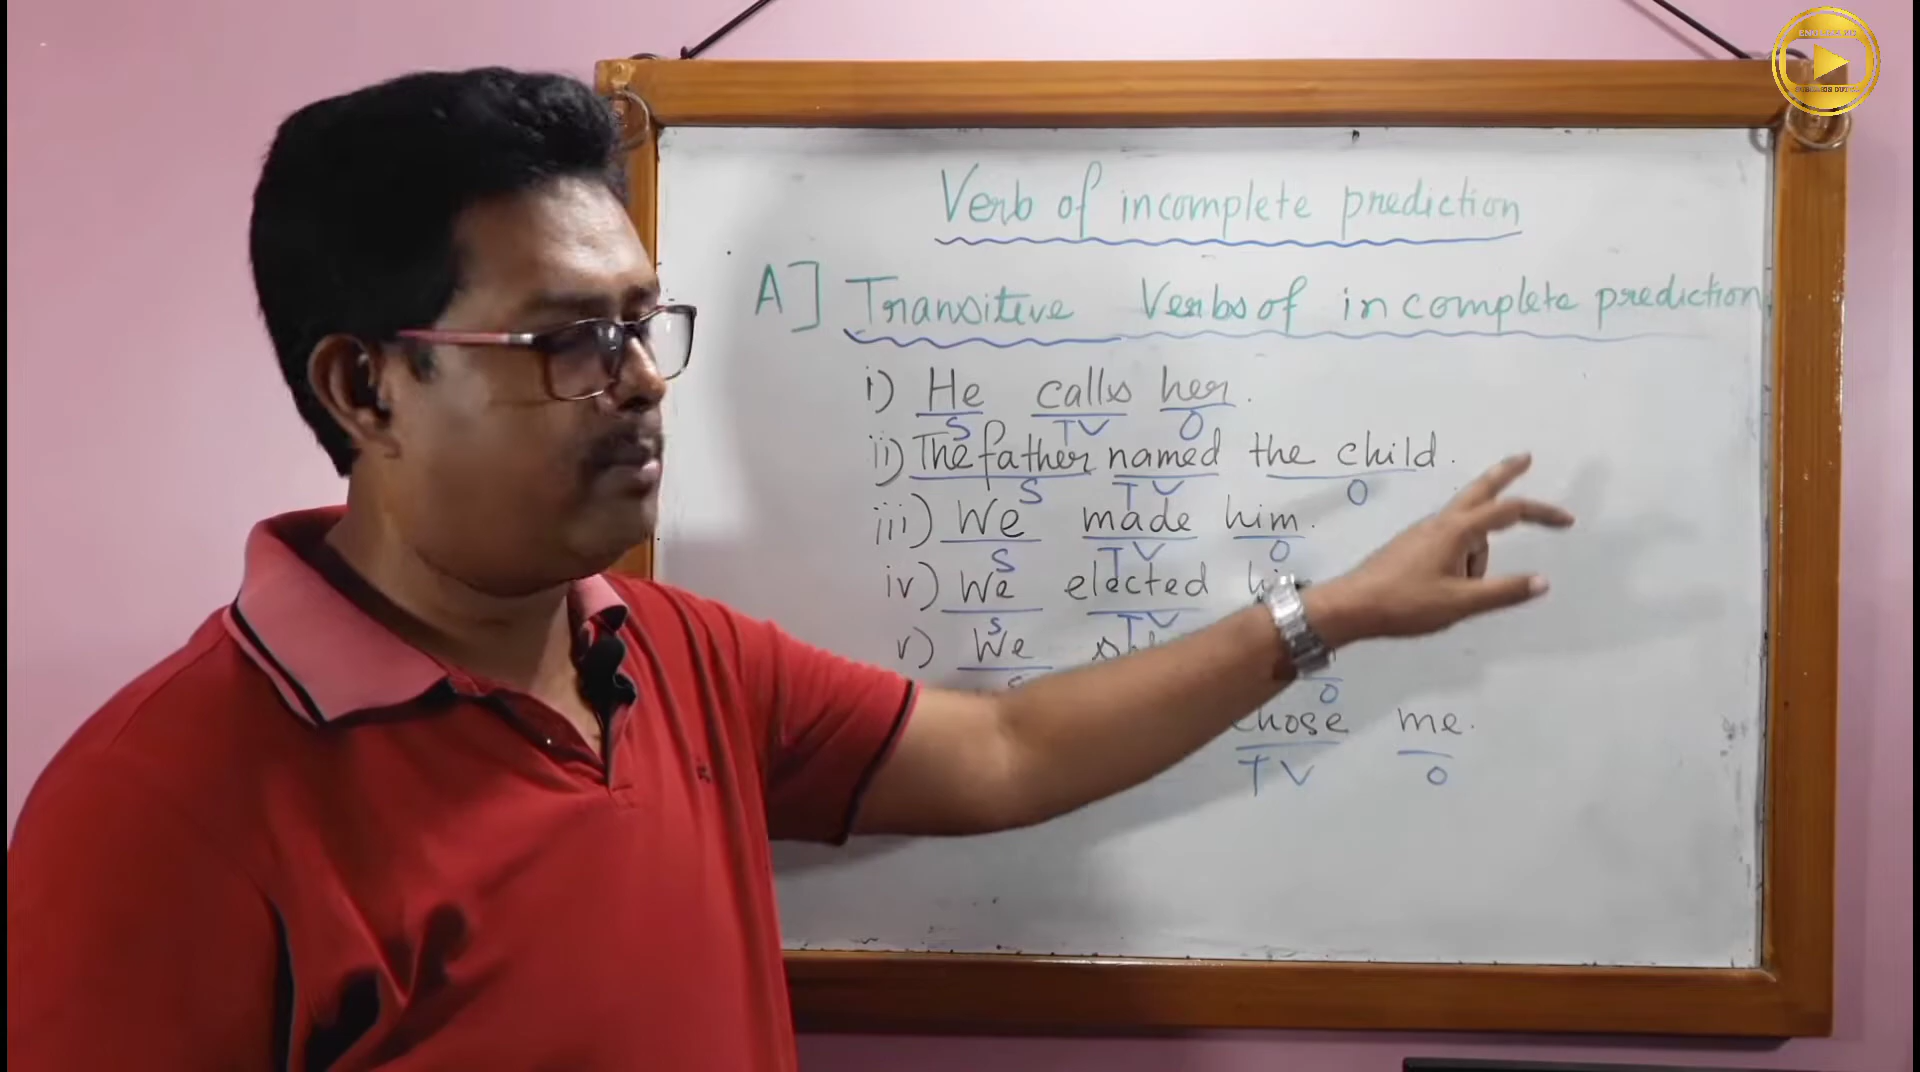 Verb of incomplete prediction
A] Transitive Verbs of incomplete prediction.
i) He calls her.
S TV O
ii) The father named the child.
S TV O
iii) We made him.
S TV O
iv) We elected
S TV
v) We
S O
chose me.
TV O